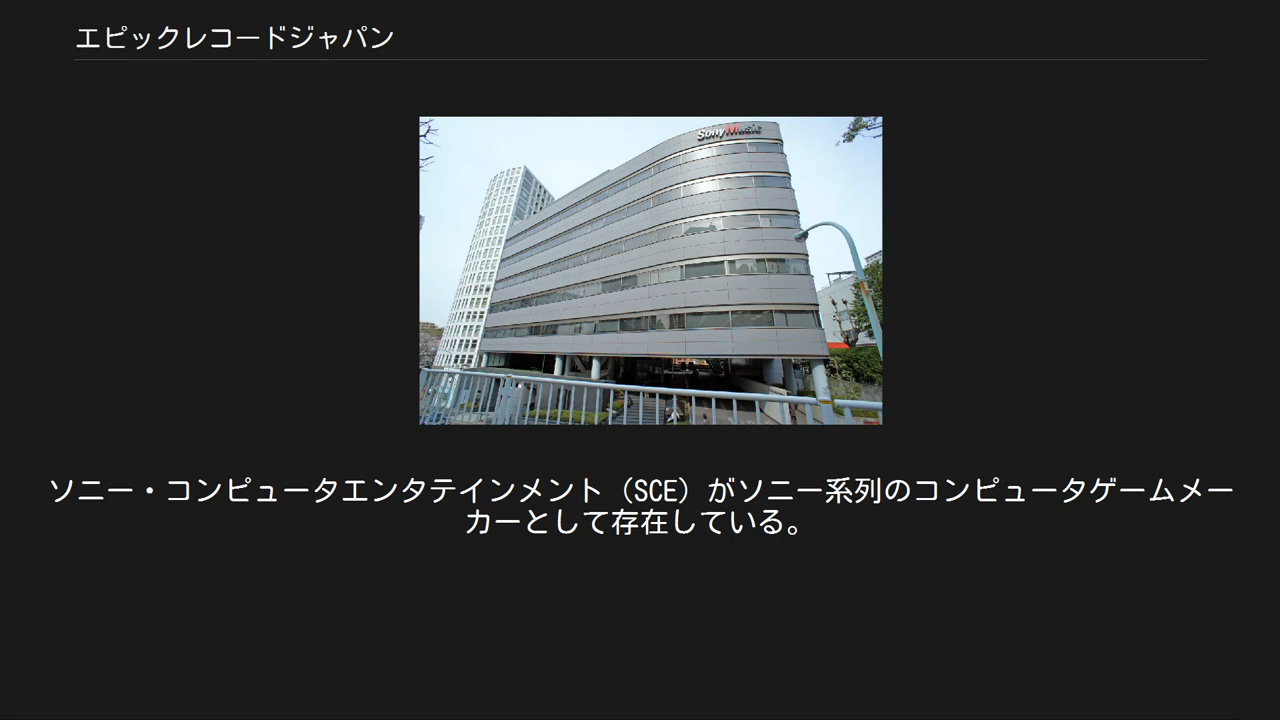 エピックレコードジャパン
Sony Music
ソニー・コンピュータエンタテインメント（SCE）がソニー系列のコンピュータゲームメー
カーとして存在している。